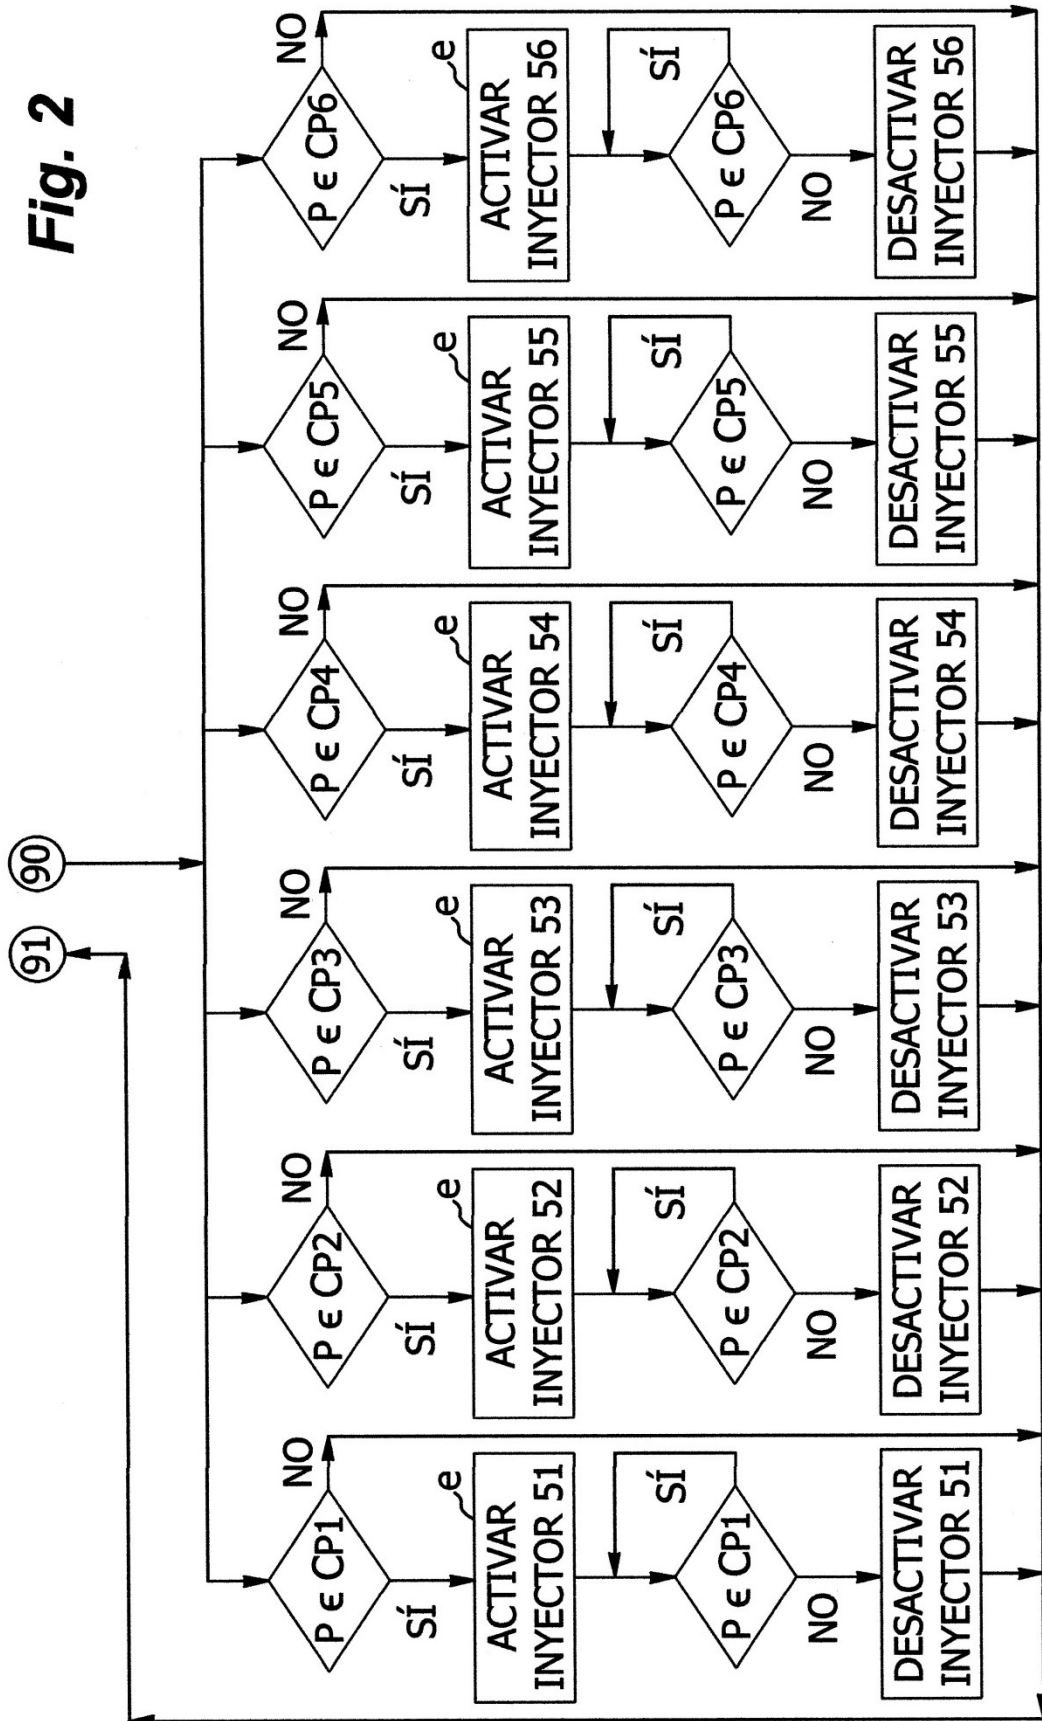 Fig. 2
91
90
P ϵ CP1
NO
SÍ
ACTIVAR
INYECTOR 51
e
P ϵ CP1
SÍ
NO
DESACTIVAR
INYECTOR 51
P ϵ CP2
NO
SÍ
ACTIVAR
INYECTOR 52
e
P ϵ CP2
SÍ
NO
DESACTIVAR
INYECTOR 52
P ϵ CP3
NO
SÍ
ACTIVAR
INYECTOR 53
e
P ϵ CP3
SÍ
NO
DESACTIVAR
INYECTOR 53
P ϵ CP4
NO
SÍ
ACTIVAR
INYECTOR 54
e
P ϵ CP4
SÍ
NO
DESACTIVAR
INYECTOR 54
P ϵ CP5
NO
SÍ
ACTIVAR
INYECTOR 55
e
P ϵ CP5
SÍ
NO
DESACTIVAR
INYECTOR 55
P ϵ CP6
NO
SÍ
ACTIVAR
INYECTOR 56
e
P ϵ CP6
SÍ
NO
DESACTIVAR
INYECTOR 56